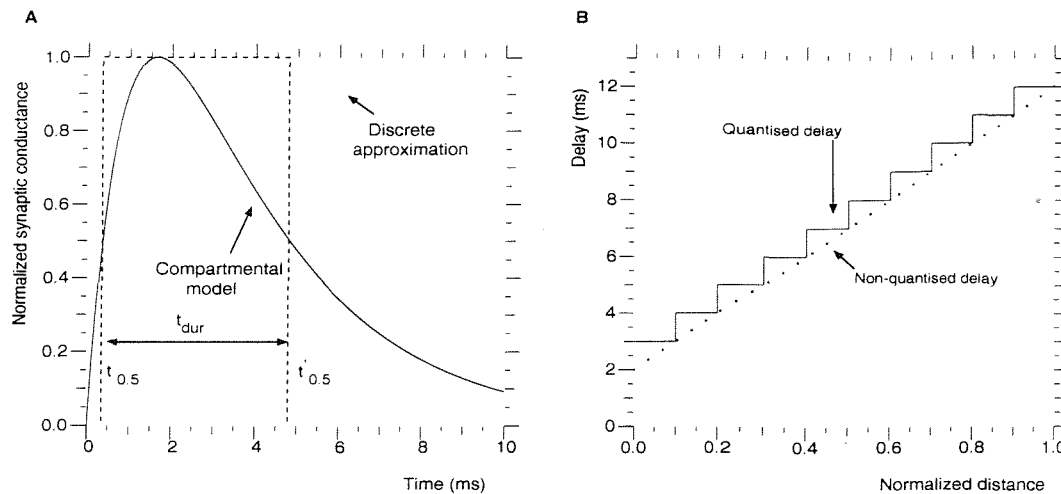 A
Normalized synaptic conductance
1.0
0.8
0.6
0.4
0.2
0.0
0
2
4
6
8
10
Time (ms)
Discrete
approximation
Compartmental
model
t dur
t 0.5
t' 0.5
B
Delay (ms)
12
10
8
6
4
2
0
0.0
0.2
0.4
0.6
0.8
1.0
Normalized distance
Quantised delay
Non-quantised delay